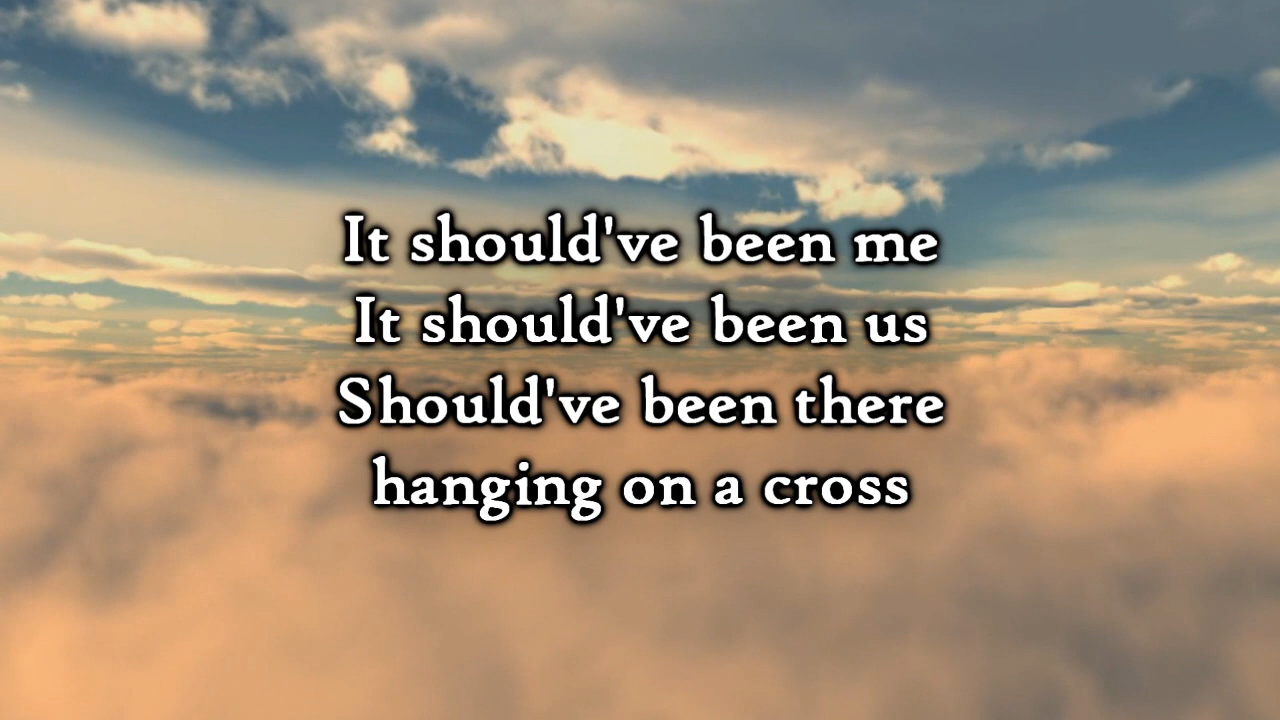 It should've been me
It should've been us
Should've been there
hanging on a cross